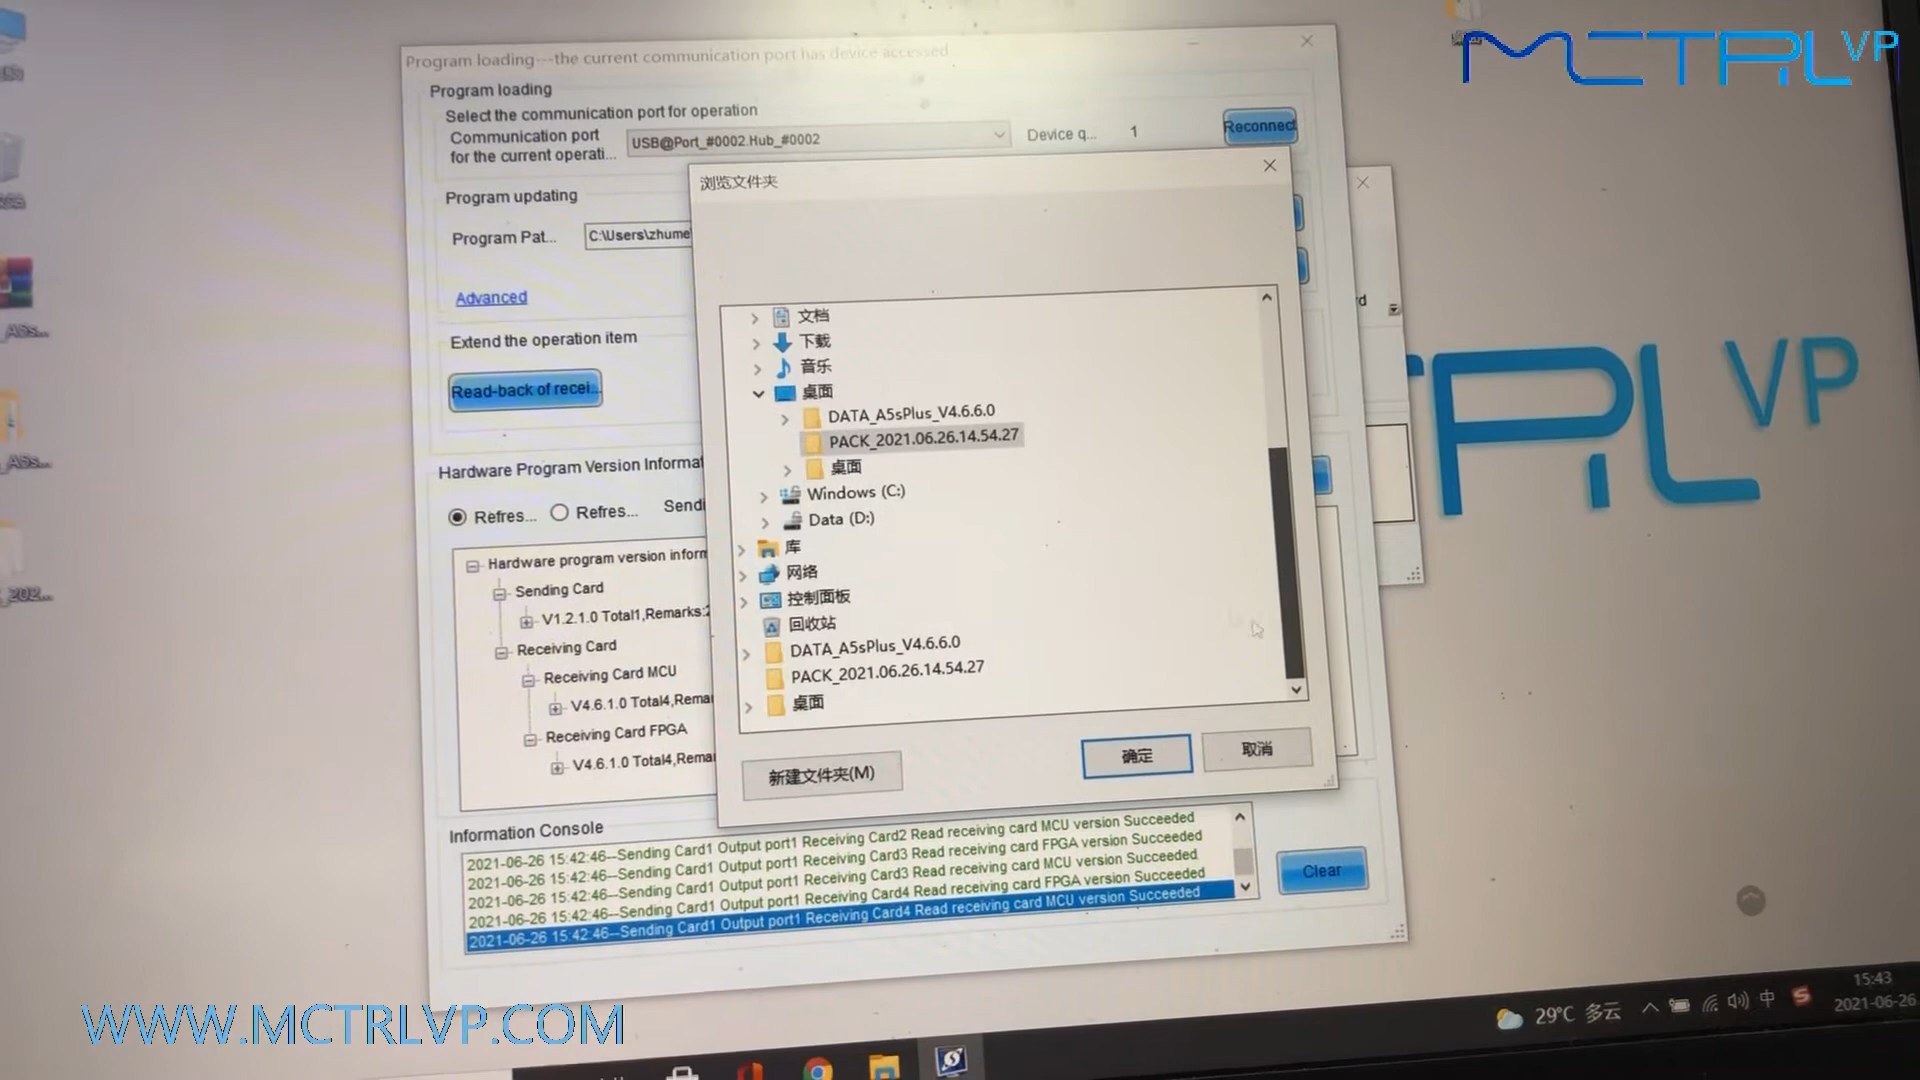 MCTRLVP
Program loading---the current communication port has device accessed
Program loading
Select the communication port for operation
Communication port
for the current operati...
USB@Port_#0002.Hub_#0002
Device q...
1
Reconnect
浏览文件夹
Program updating
Program Pat...
C:\Users\zhume
Advanced
Extend the operation item
Read-back of recei...
文档
下载
音乐
桌面
DATA_A5sPlus_V4.6.6.0
PACK_2021.06.26.14.54.27
桌面
Windows (C:)
Data (D:)
库
网络
控制面板
回收站
DATA_A5sPlus_V4.6.6.0
PACK_2021.06.26.14.54.27
桌面
新建文件夹(M)
确定
取消
Hardware Program Version Informat
Refres...
Refres...
Sendi
Hardware program version inform
Sending Card
V1.2.1.0 Total1,Remarks:
Receiving Card
Receiving Card MCU
V4.6.1.0 Total4,Rema
Receiving Card FPGA
V4.6.1.0 Total4,Rema
Information Console
2021-06-26 15:42:46--Sending Card1 Output port1 Receiving Card2 Read receiving card MCU version Succeeded
2021-06-26 15:42:46--Sending Card1 Output port1 Receiving Card3 Read receiving card FPGA version Succeeded
2021-06-26 15:42:46--Sending Card1 Output port1 Receiving Card3 Read receiving card MCU version Succeeded
2021-06-26 15:42:46--Sending Card1 Output port1 Receiving Card4 Read receiving card FPGA version Succeeded
2021-06-26 15:42:46--Sending Card1 Output port1 Receiving Card4 Read receiving card MCU version Succeeded
Clear
TRLVP
_A5s...
_A5s...
_202...
29°C 多云
中
15:43
2021-06-26
WWW.MCTRLVP.COM